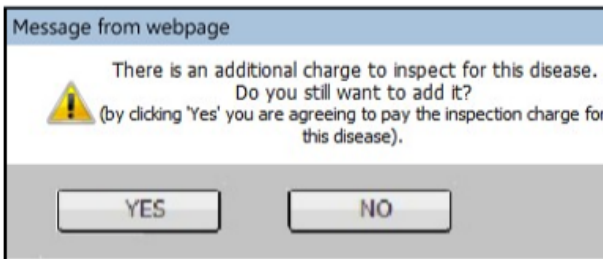 Message from webpage
There is an additional charge to inspect for this disease.
Do you still want to add it?
(by clicking 'Yes' you are agreeing to pay the inspection charge for
this disease).
YES
NO